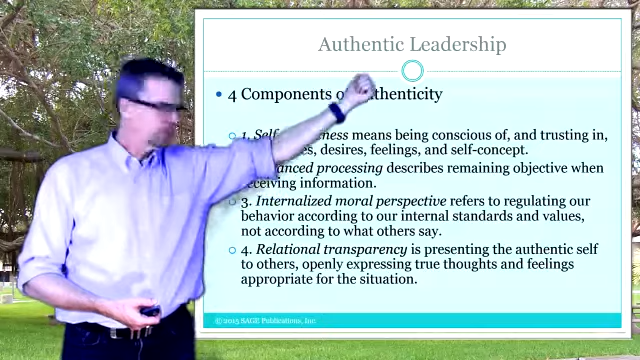 Authentic Leadership
4 Components of Authenticity
1. Self- means being conscious of, and trusting in,
desires, feelings, and self-concept.
processing describes remaining objective when
receiving information.
3. Internalized moral perspective refers to regulating our
behavior according to our internal standards and values,
not according to what others say.
4. Relational transparency is presenting the authentic self
to others, openly expressing true thoughts and feelings
appropriate for the situation.
© 2015 SAGE Publications, Inc